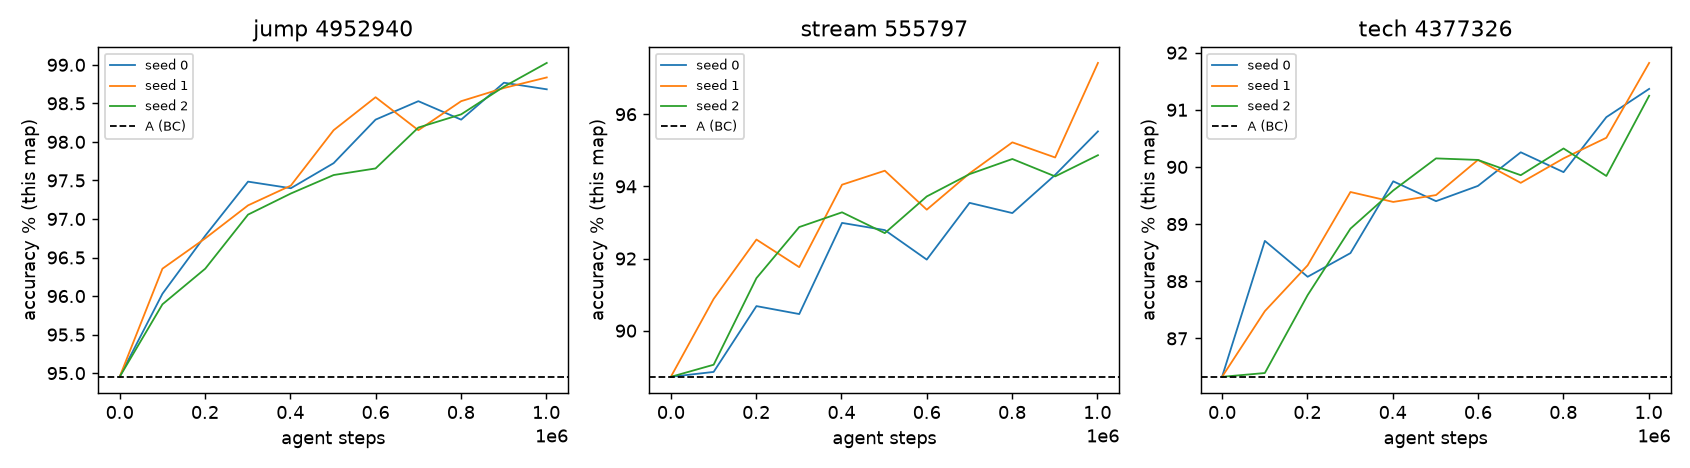 jump 4952940
accuracy % (this map)
99.0
98.5
98.0
97.5
97.0
96.5
96.0
95.5
95.0
seed 0
seed 1
seed 2
A (BC)
0.0 0.2 0.4 0.6 0.8 1.0
1e6
agent steps
stream 555797
accuracy % (this map)
96
94
92
90
seed 0
seed 1
seed 2
A (BC)
0.0 0.2 0.4 0.6 0.8 1.0
1e6
agent steps
tech 4377326
accuracy % (this map)
92
91
90
89
88
87
seed 0
seed 1
seed 2
A (BC)
0.0 0.2 0.4 0.6 0.8 1.0
1e6
agent steps